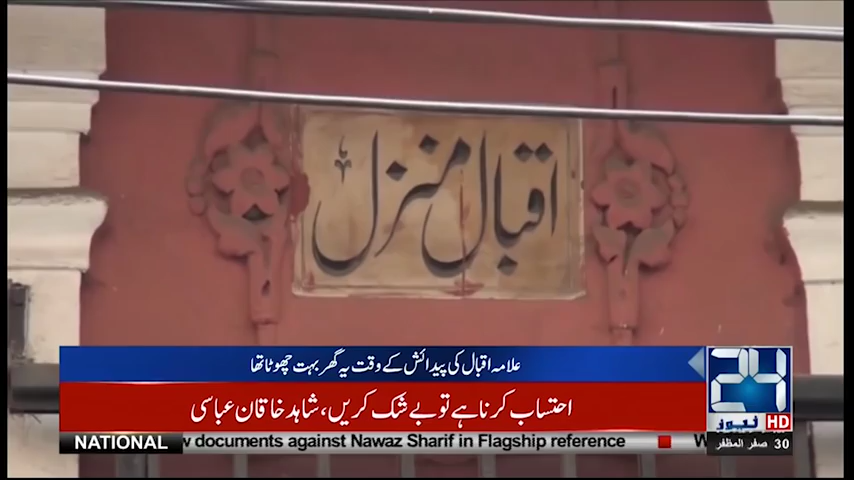 اقبال منزل
علامہ اقبال کی پیدائش کے وقت یہ گھر بہت چھوٹا تھا
احتساب کرنا ہے تو بے شک کریں، شاہد خاقان عباسی
24
نیوز HD
NATIONAL w documents against Nawaz Sharif in Flagship reference
30 صفر المظفر